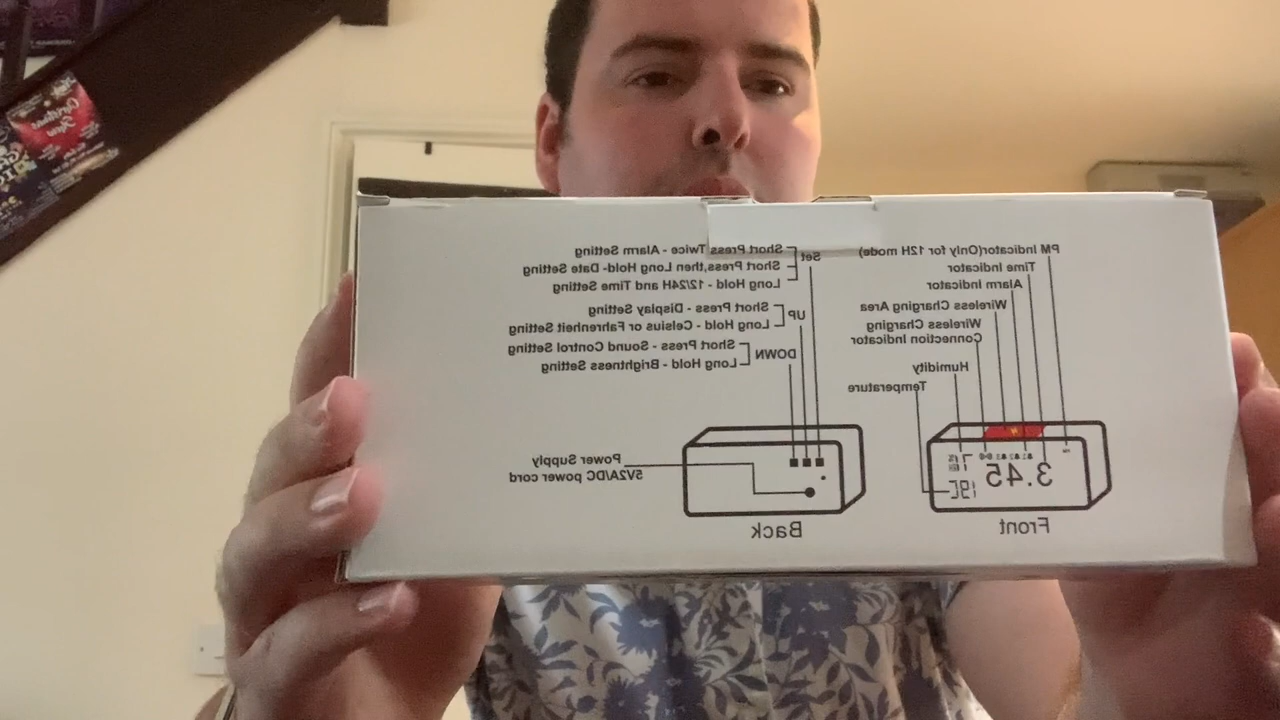 PM Indicator(Only for 12H mode)
Time Indicator
Alarm Indicator
Wireless Charging Area
Wireless Charging
Connection Indicator
Humidity
Temperature
3.45
19C
Front
Set
Short Press Twice - Alarm Setting
Short Press,then Long Hold- Date Setting
Long Hold - 12/24H and Time Setting
UP
Short Press - Display Setting
Long Hold - Celsius or Fahrenheit Setting
DOWN
Short Press - Sound Control Setting
Long Hold - Brightness Setting
Power Supply
5V2A/DC power cord
Back
Christmas
Show